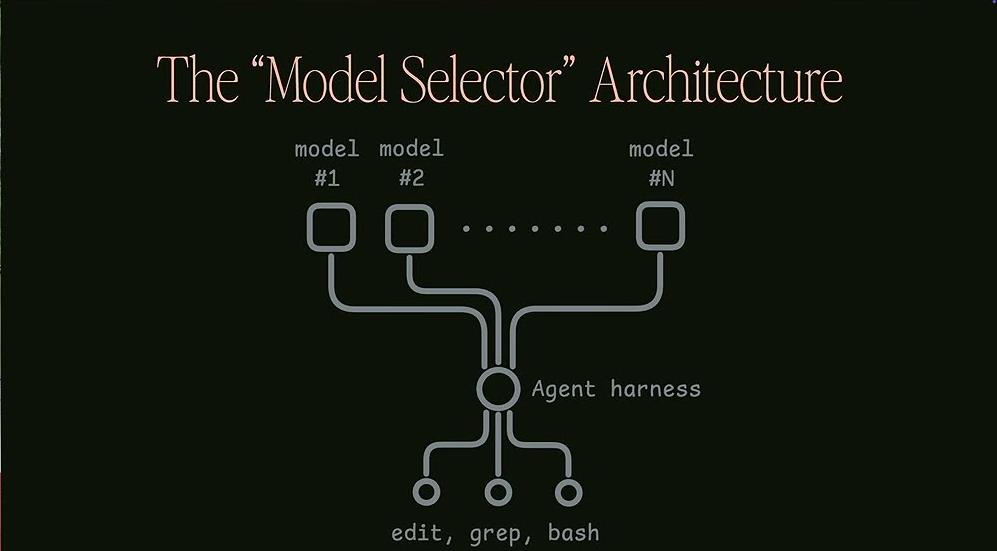 The “Model Selector” Architecture
model model model
#1 #2 #N
Agent harness
edit, grep, bash